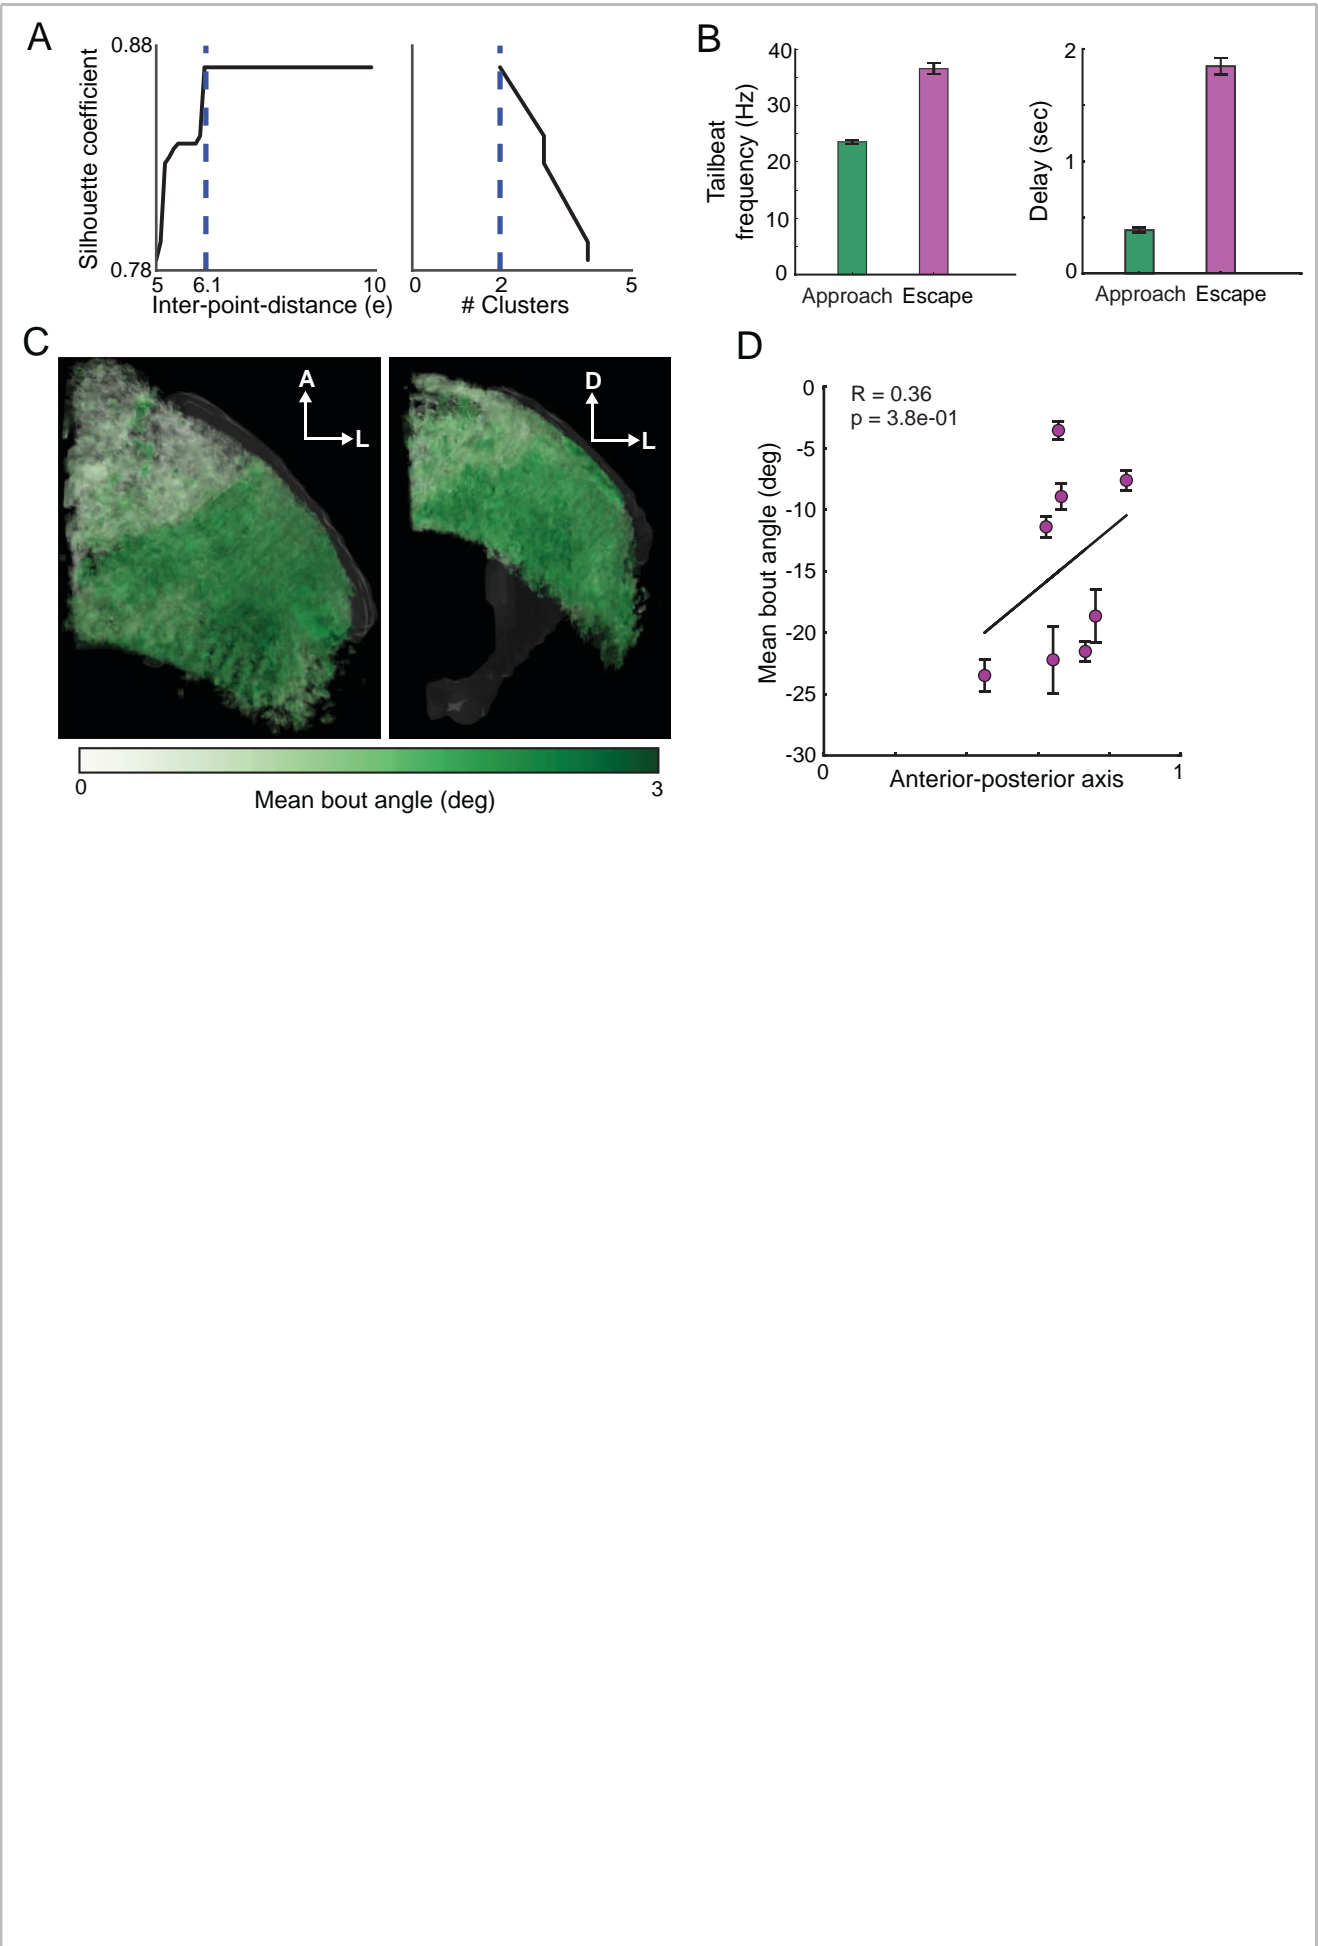 A
Silhouette coefficient
0.88
0.78
5
6.1
10
Inter-point-distance (e)
0
2
5
# Clusters
B
Tailbeat
frequency (Hz)
40
30
20
10
0
Approach
Escape
Delay (sec)
2
1
0
Approach
Escape
C
A
L
D
L
0
3
Mean bout angle (deg)
D
R = 0.36
p = 3.8e-01
Mean bout angle (deg)
0
-5
-10
-15
-20
-25
-30
0
1
Anterior-posterior axis